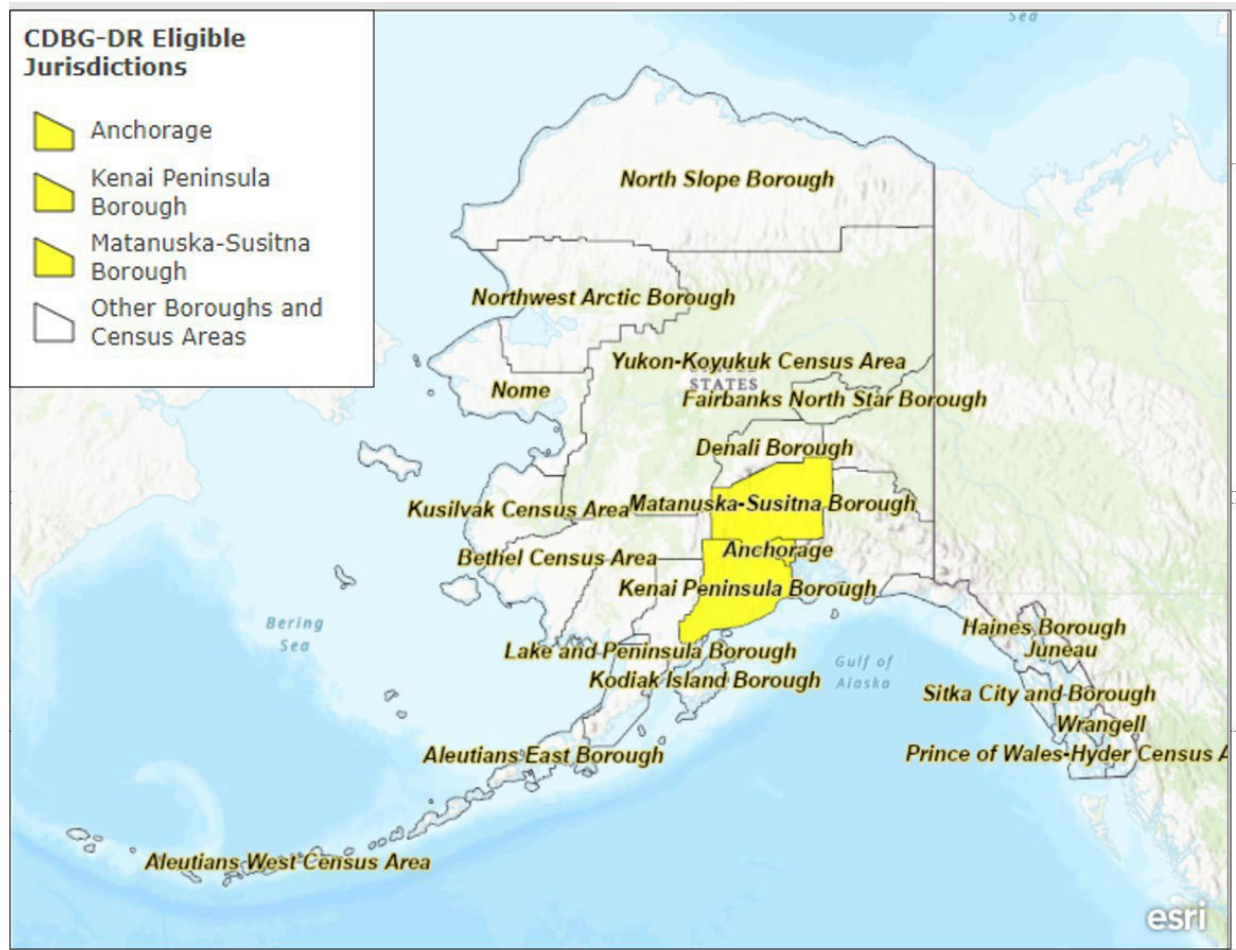 CDBG-DR Eligible
Jurisdictions
Anchorage
Kenai Peninsula
Borough
Matanuska-Susitna
Borough
Other Boroughs and
Census Areas
Sea
North Slope Borough
Northwest Arctic Borough
Yukon-Koyukuk Census Area
STATES
Nome
Fairbanks North Star Borough
Denali Borough
Kusilvak Census Area
Matanuska-Susitna Borough
Anchorage
Bethel Census Area
Kenai Peninsula Borough
Bering
Sea
Haines Borough
Juneau
Lake and Peninsula Borough
Gulf of
Alaska
Kodiak Island Borough
Sitka City and Borough
Wrangell
Aleutians East Borough
Prince of Wales-Hyder Census A
Aleutians West Census Area
esri